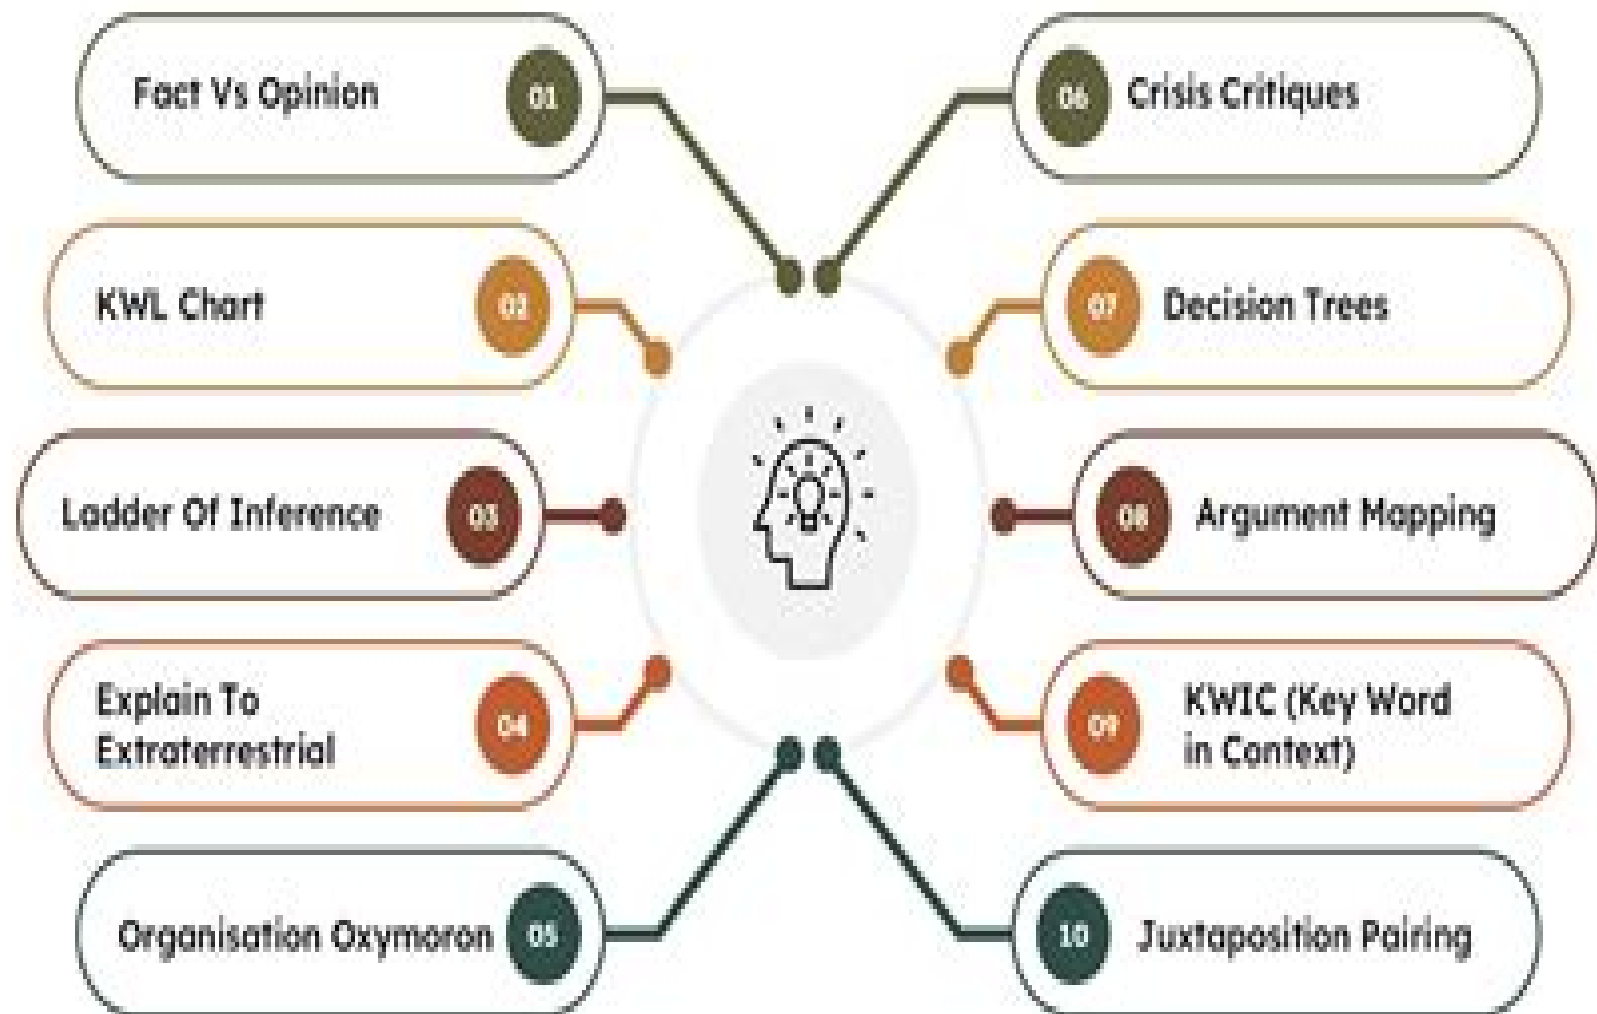 Fact Vs Opinion
01
KWL Chart
02
Ladder Of Inference
03
Explain To
Extraterrestrial
04
Organisation Oxymoron
05
06
Crisis Critiques
07
Decision Trees
08
Argument Mapping
09
KWIC (Key Word
in Context)
10
Juxtaposition Pairing